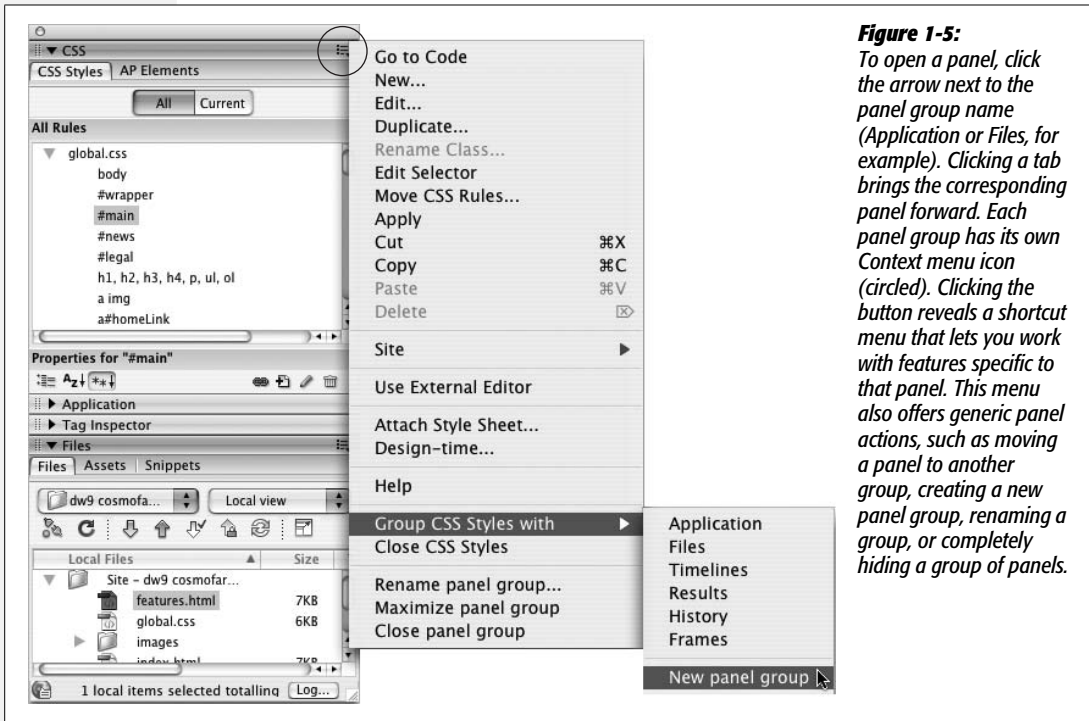 CSS
CSS Styles AP Elements
All Current
All Rules
global.css
body
#wrapper
#main
#news
#legal
h1, h2, h3, h4, p, ul, ol
a img
a#homeLink
Properties for "#main"
Application
Tag Inspector
Files
Files Assets Snippets
dw9 cosmofa... Local view
Local Files Size
Site – dw9 cosmofar...
features.html 7KB
global.css 6KB
images
index.html 7KB
1 local items selected totalling Log...
Go to Code
New...
Edit...
Duplicate...
Rename Class...
Edit Selector
Move CSS Rules...
Apply
Cut ⌘X
Copy ⌘C
Paste ⌘V
Delete
Site
Use External Editor
Attach Style Sheet...
Design-time...
Help
Group CSS Styles with
Close CSS Styles
Rename panel group...
Maximize panel group
Close panel group
Application
Files
Timelines
Results
History
Frames
New panel group
Figure 1-5:
To open a panel, click
the arrow next to the
panel group name
(Application or Files, for
example). Clicking a tab
brings the corresponding
panel forward. Each
panel group has its own
Context menu icon
(circled). Clicking the
button reveals a shortcut
menu that lets you work
with features specific to
that panel. This menu
also offers generic panel
actions, such as moving
a panel to another
group, creating a new
panel group, renaming a
group, or completely
hiding a group of panels.